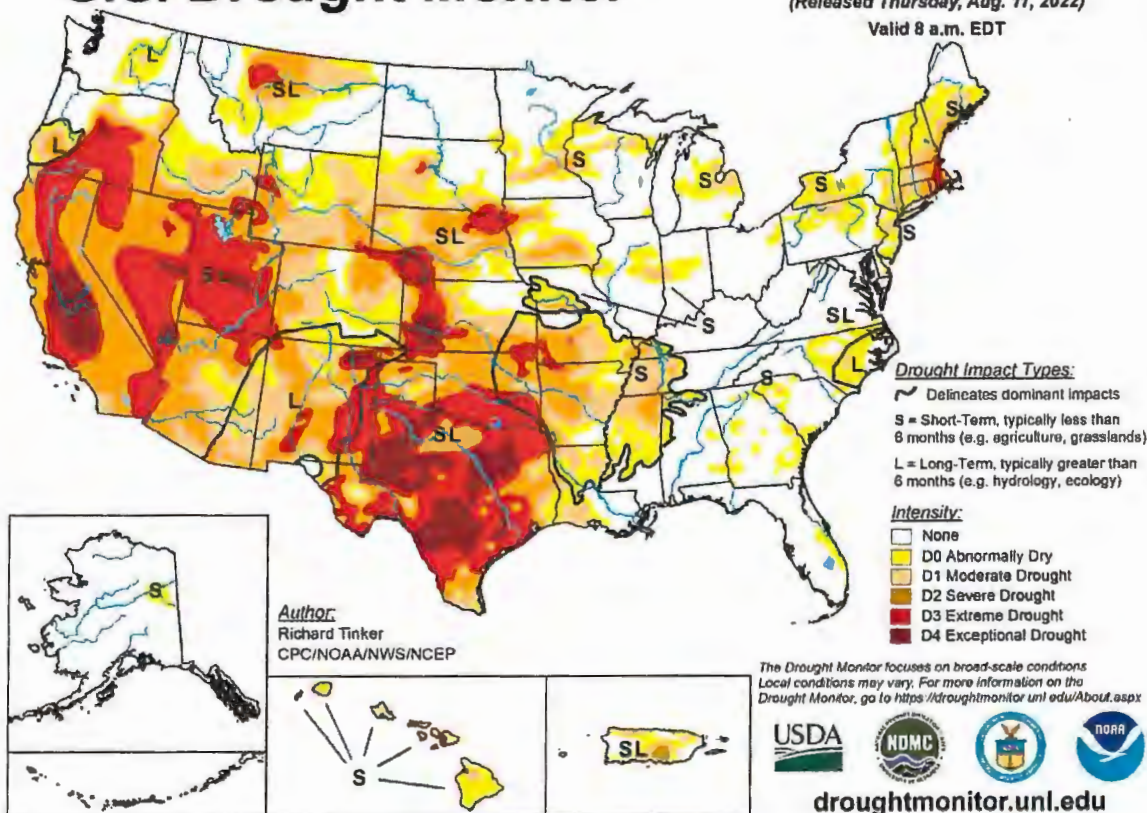 (Released Thursday, Aug. 11, 2022)
Valid 8 a.m. EDT
L
SL
L
S
S
S
SL
S
SL
SL
S
SL
S
L
S
L
SL
S
Drought Impact Types:
Delineates dominant impacts
S = Short-Term, typically less than
6 months (e.g. agriculture, grasslands)
L = Long-Term, typically greater than
6 months (e.g. hydrology, ecology)
Intensity:
None
D0 Abnormally Dry
D1 Moderate Drought
D2 Severe Drought
D3 Extreme Drought
D4 Exceptional Drought
Author:
Richard Tinker
CPC/NOAA/NWS/NCEP
S
SL
The Drought Monitor focuses on broad-scale conditions
Local conditions may vary. For more information on the
Drought Monitor, go to https://droughtmonitor.unl.edu/About.aspx
USDA
NDMC
NOAA
droughtmonitor.unl.edu